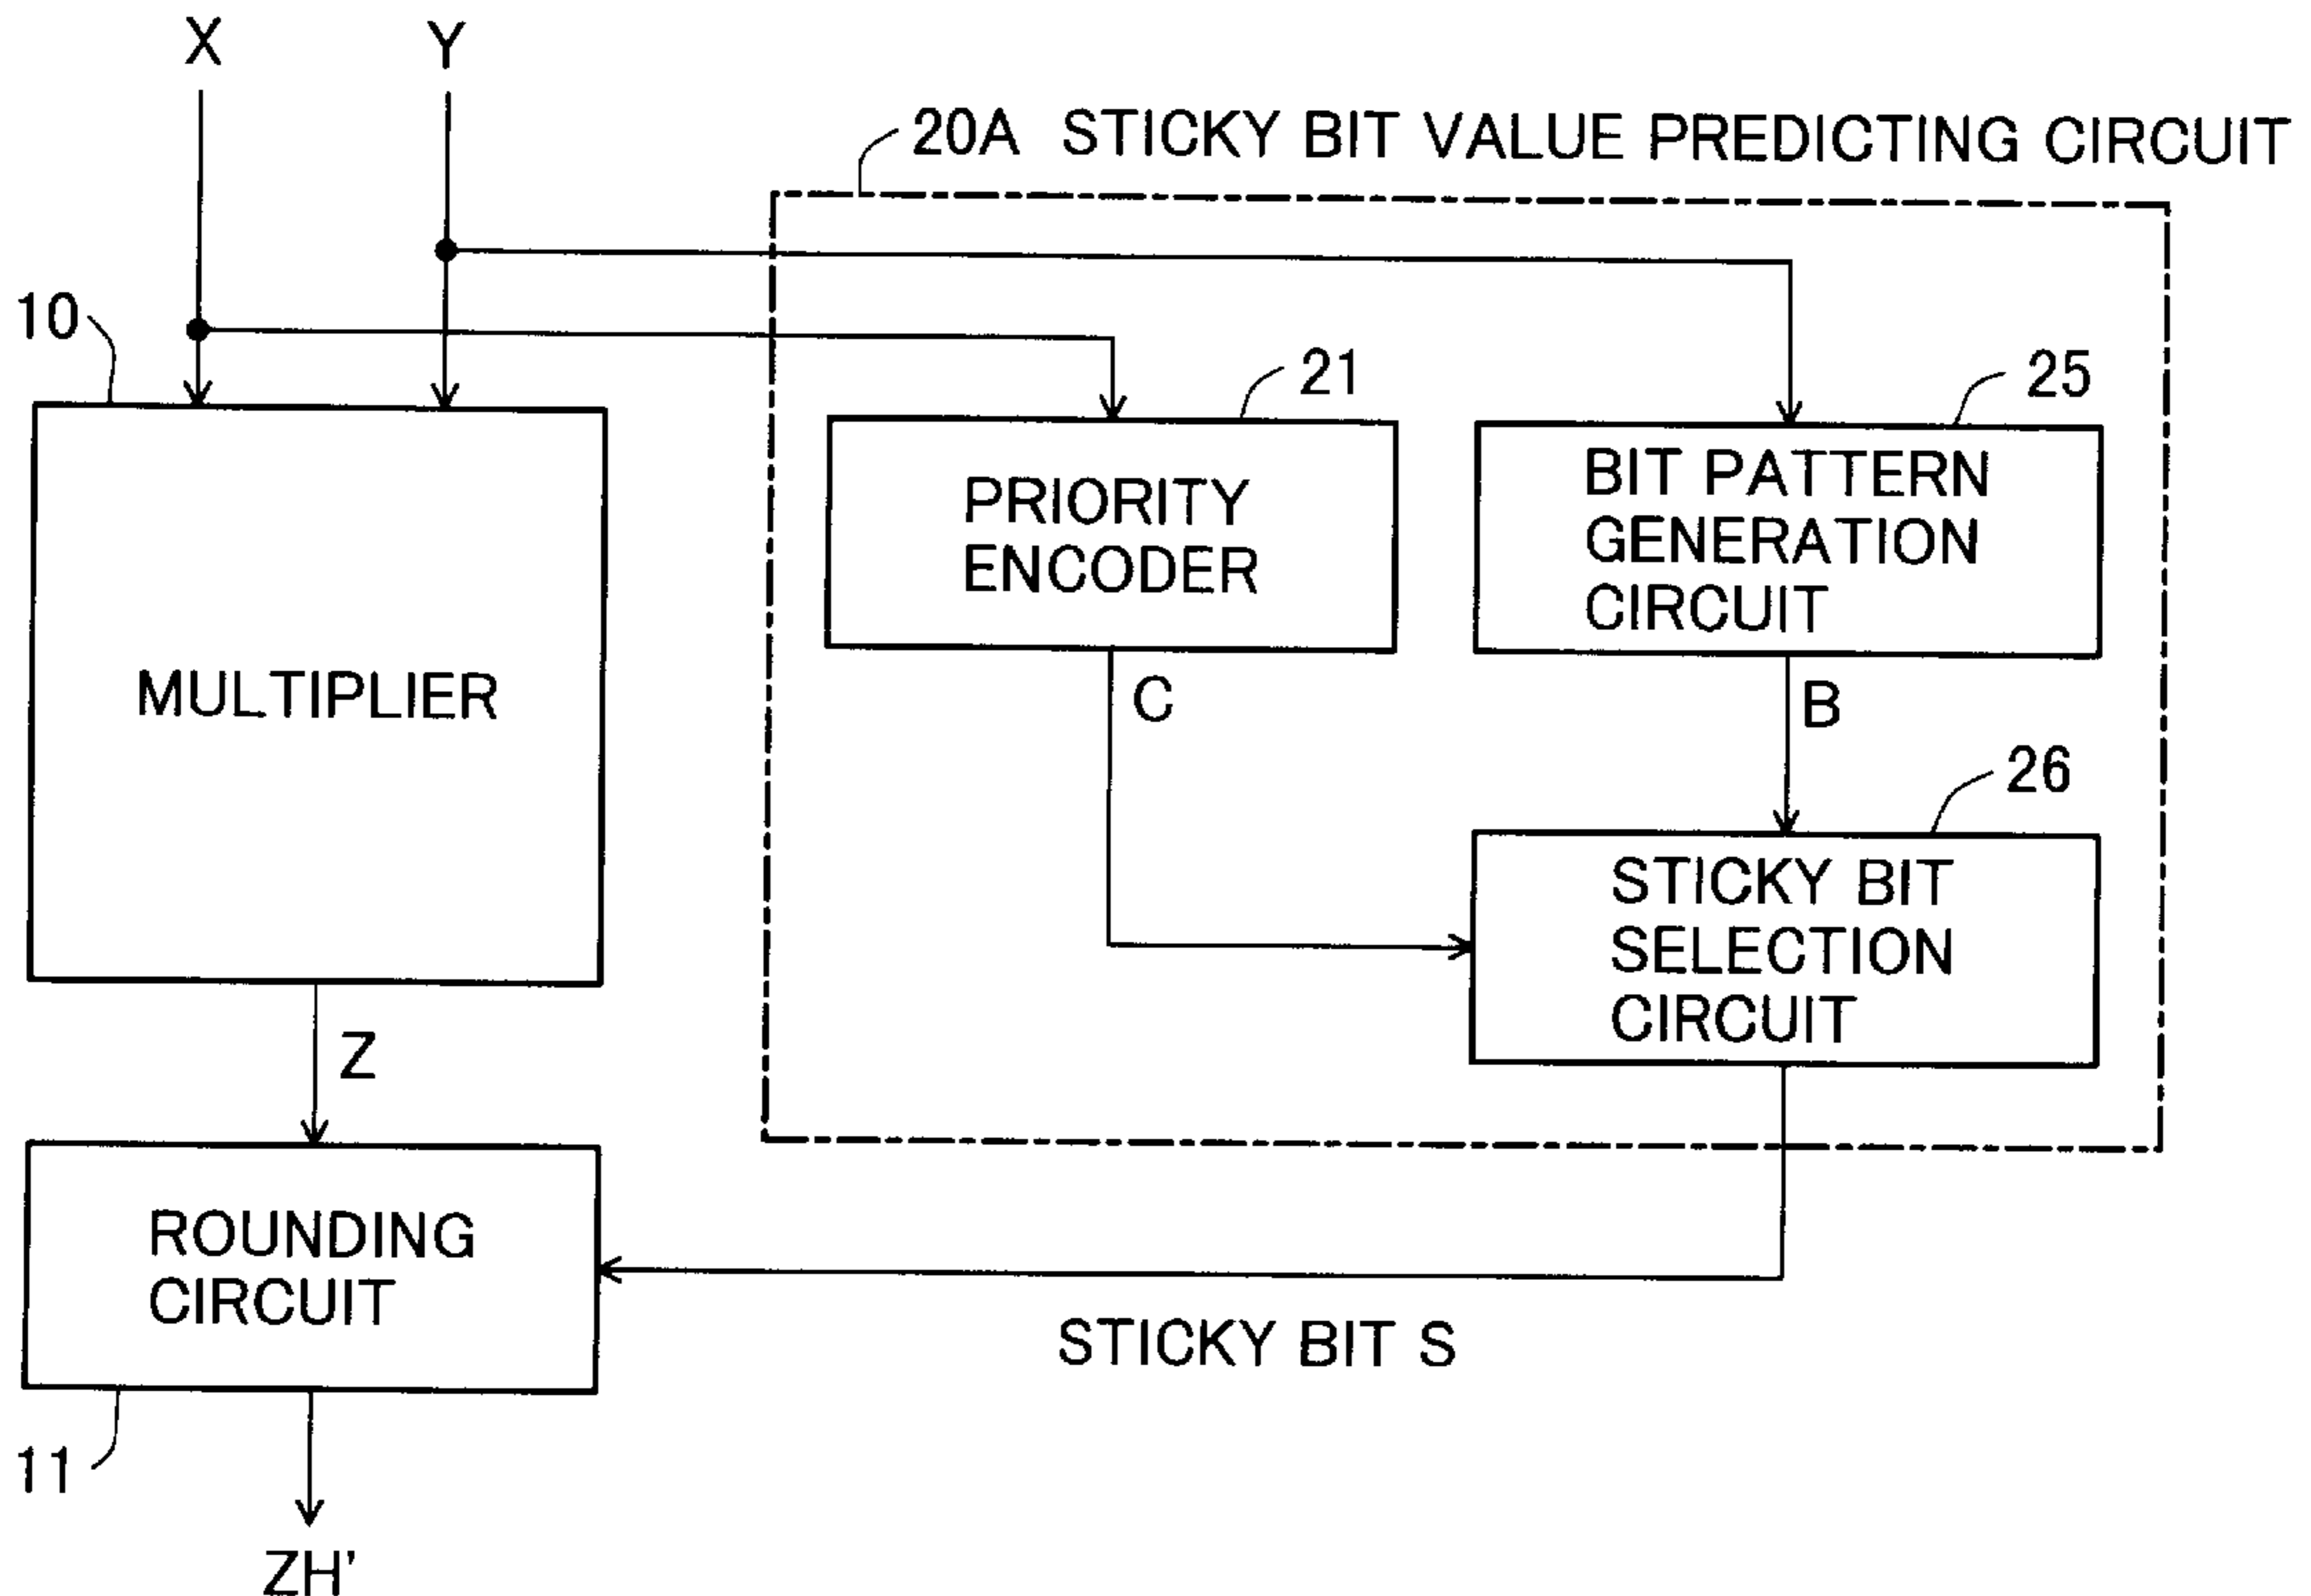 X
Y
20A STICKY BIT VALUE PREDICTING CIRCUIT
10
21
25
PRIORITY
ENCODER
BIT PATTERN
GENERATION
CIRCUIT
MULTIPLIER
C
B
26
STICKY BIT
SELECTION
CIRCUIT
Z
ROUNDING
CIRCUIT
STICKY BIT S
11
ZH'